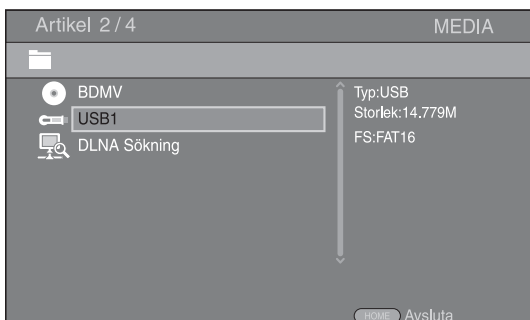 Artikel 2/4 MEDIA
BDMV
USB1
DLNA Sökning
Typ:USB
Storlek:14.779M
FS:FAT16
HOME Avsluta